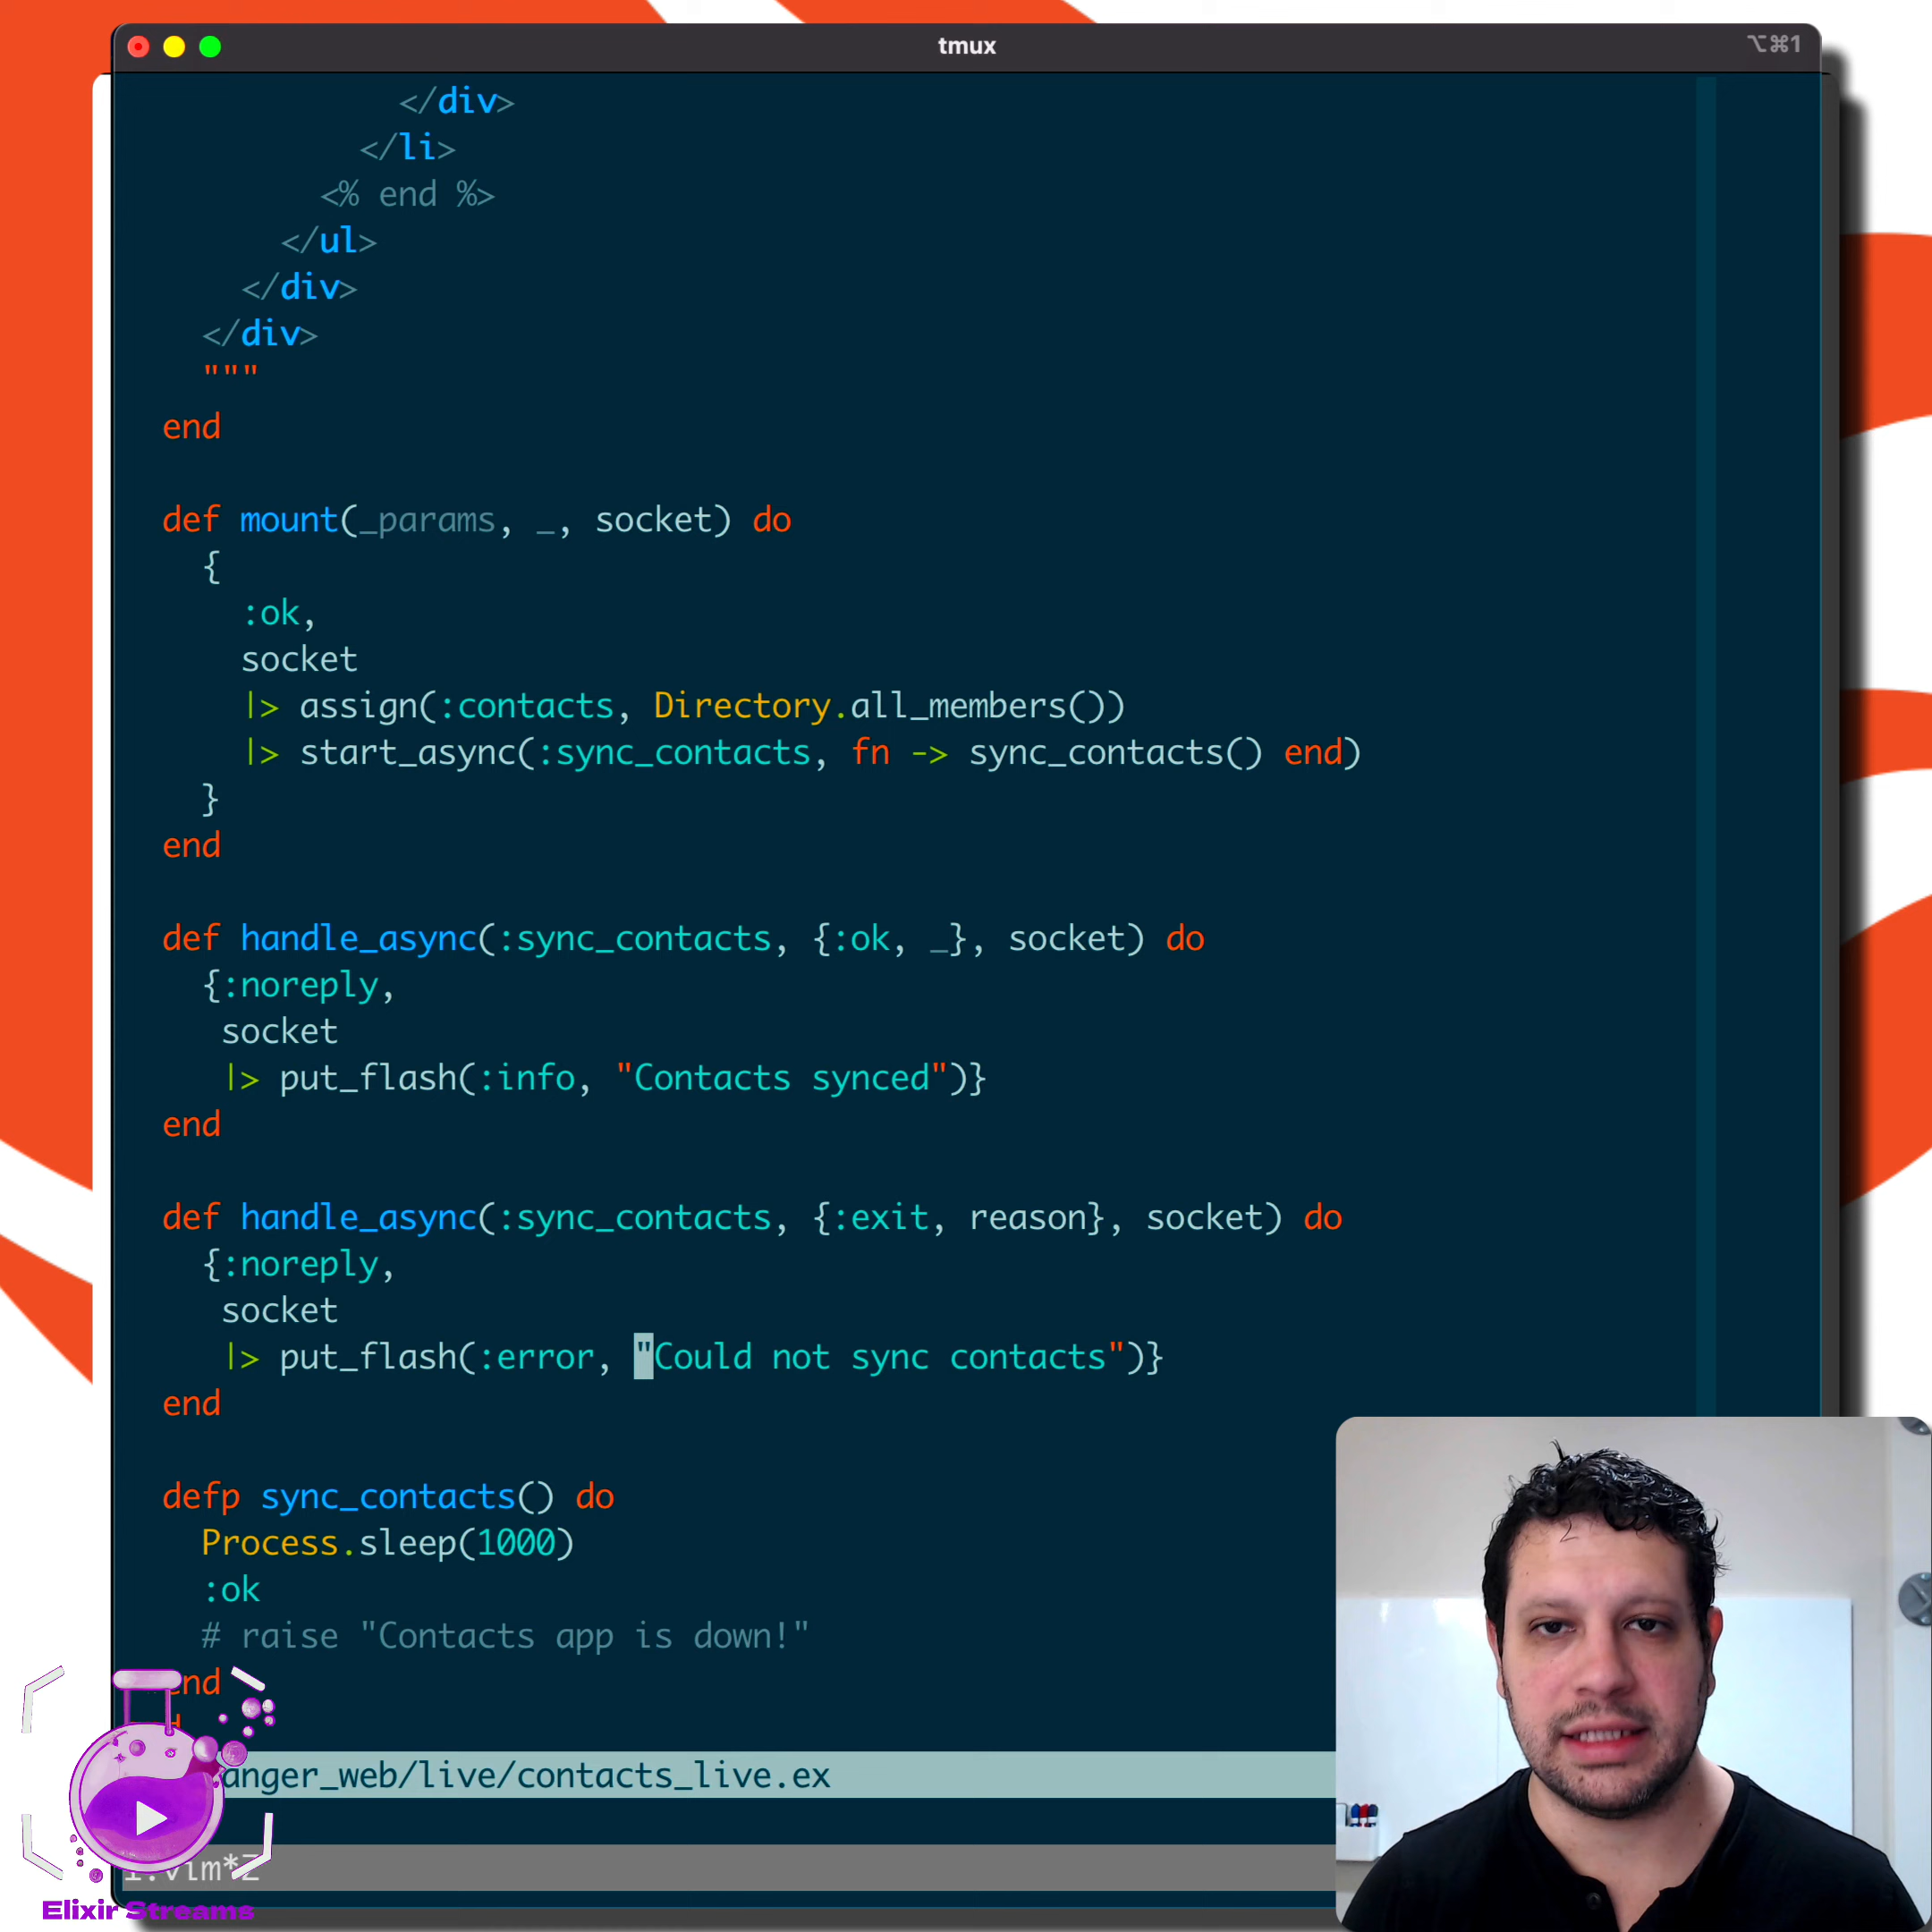 tmux
⌥⌘1
</div>
</li>
<% end %>
</ul>
</div>
</div>
"""
end
def mount(_params, _, socket) do
{
:ok,
socket
|> assign(:contacts, Directory.all_members())
|> start_async(:sync_contacts, fn -> sync_contacts() end)
}
end
def handle_async(:sync_contacts, {:ok, _}, socket) do
{:noreply,
socket
|> put_flash(:info, "Contacts synced")}
end
def handle_async(:sync_contacts, {:exit, reason}, socket) do
{:noreply,
socket
|> put_flash(:error, "Could not sync contacts")}
end
defp sync_contacts() do
Process.sleep(1000)
:ok
# raise "Contacts app is down!"
end
anger_web/live/contacts_live.ex
1:vim*Z
Elixir Streams